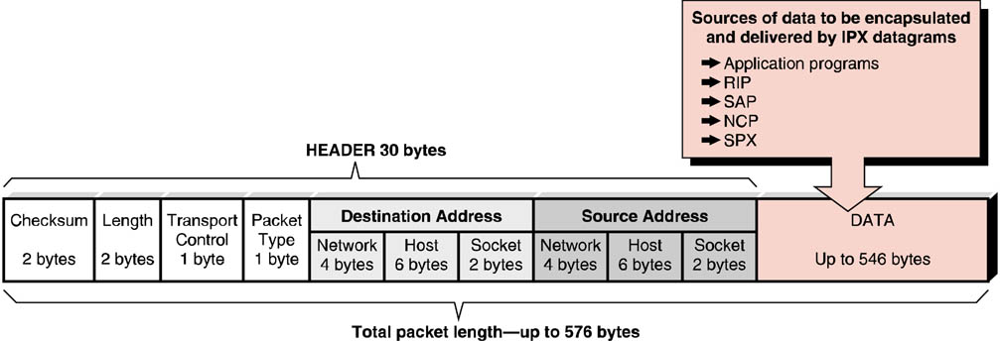 Sources of data to be encapsulated
and delivered by IPX datagrams
Application programs
RIP
SAP
NCP
SPX
HEADER 30 bytes
Checksum
2 bytes
Length
2 bytes
Transport
Control
1 byte
Packet
Type
1 byte
Destination Address
Network
4 bytes
Host
6 bytes
Socket
2 bytes
Source Address
Network
4 bytes
Host
6 bytes
Socket
2 bytes
DATA
Up to 546 bytes
Total packet length—up to 576 bytes